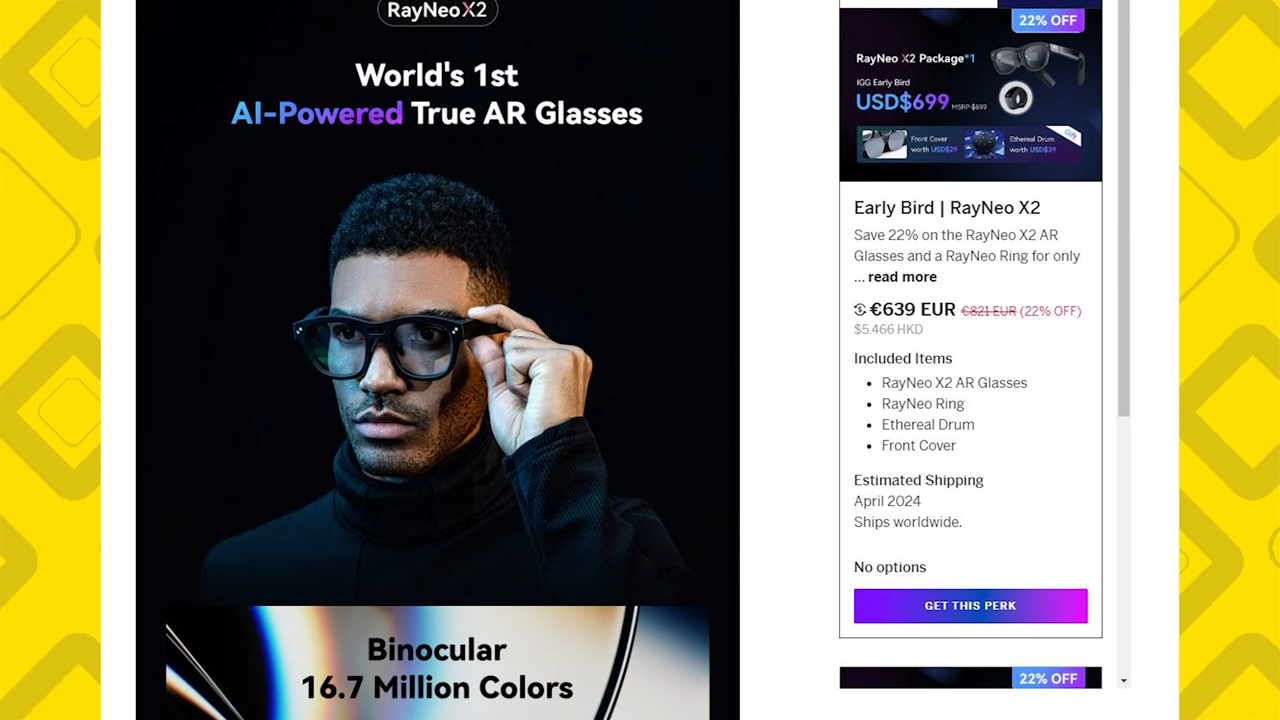 RayNeo X2
World's 1st
AI-Powered True AR Glasses
Binocular
16.7 Million Colors
22% OFF
RayNeo X2 Package*1
IGG Early Bird
USD$699 MSRP $899
Front Cover
worth USD$29
Ethereal Drum
worth USD$39
Gift
Early Bird | RayNeo X2
Save 22% on the RayNeo X2 AR
Glasses and a RayNeo Ring for only
... read more
€639 EUR €821 EUR (22% OFF)
$5.466 HKD
Included Items
• RayNeo X2 AR Glasses
• RayNeo Ring
• Ethereal Drum
• Front Cover
Estimated Shipping
April 2024
Ships worldwide.
No options
GET THIS PERK
22% OFF